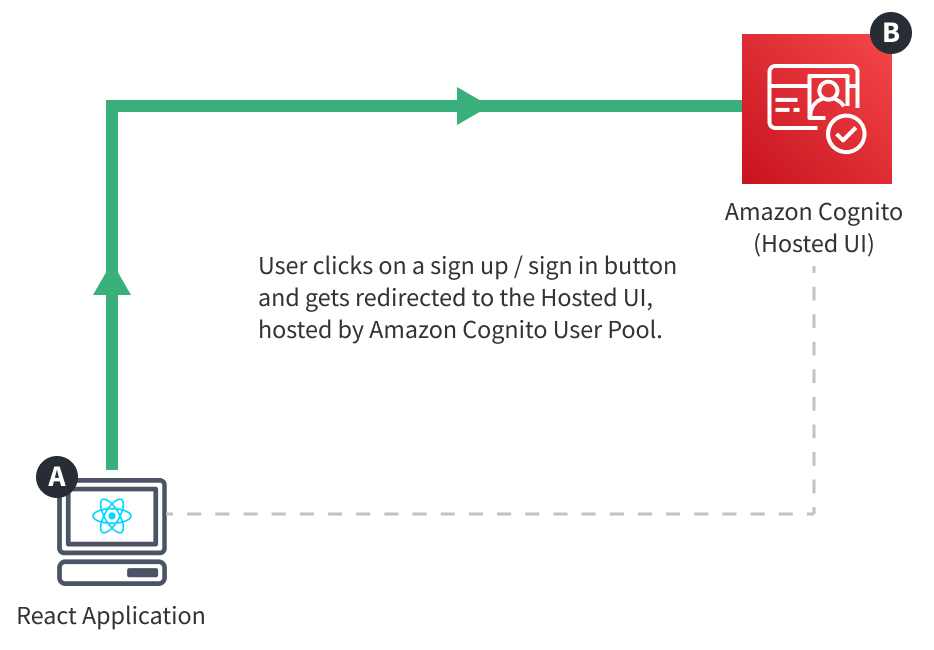 B
Amazon Cognito
(Hosted UI)
User clicks on a sign up / sign in button
and gets redirected to the Hosted UI,
hosted by Amazon Cognito User Pool.
A
React Application